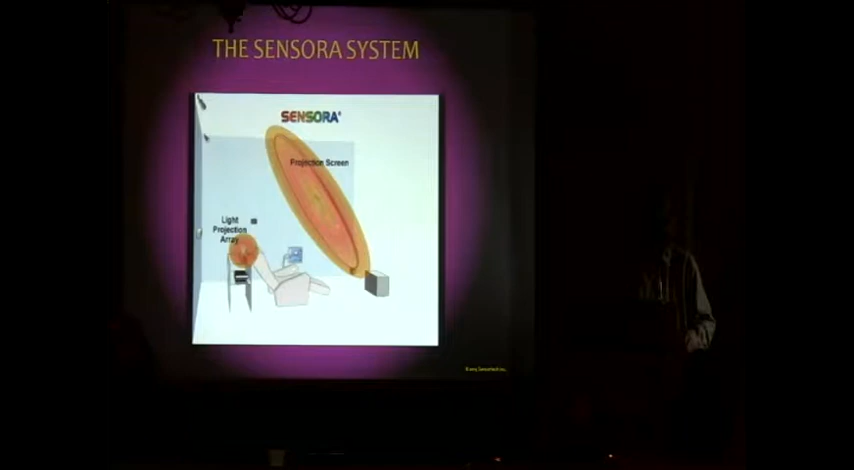 THE SENSORA SYSTEM
SENSORA®
Projection Screen
Light
Projection
Array